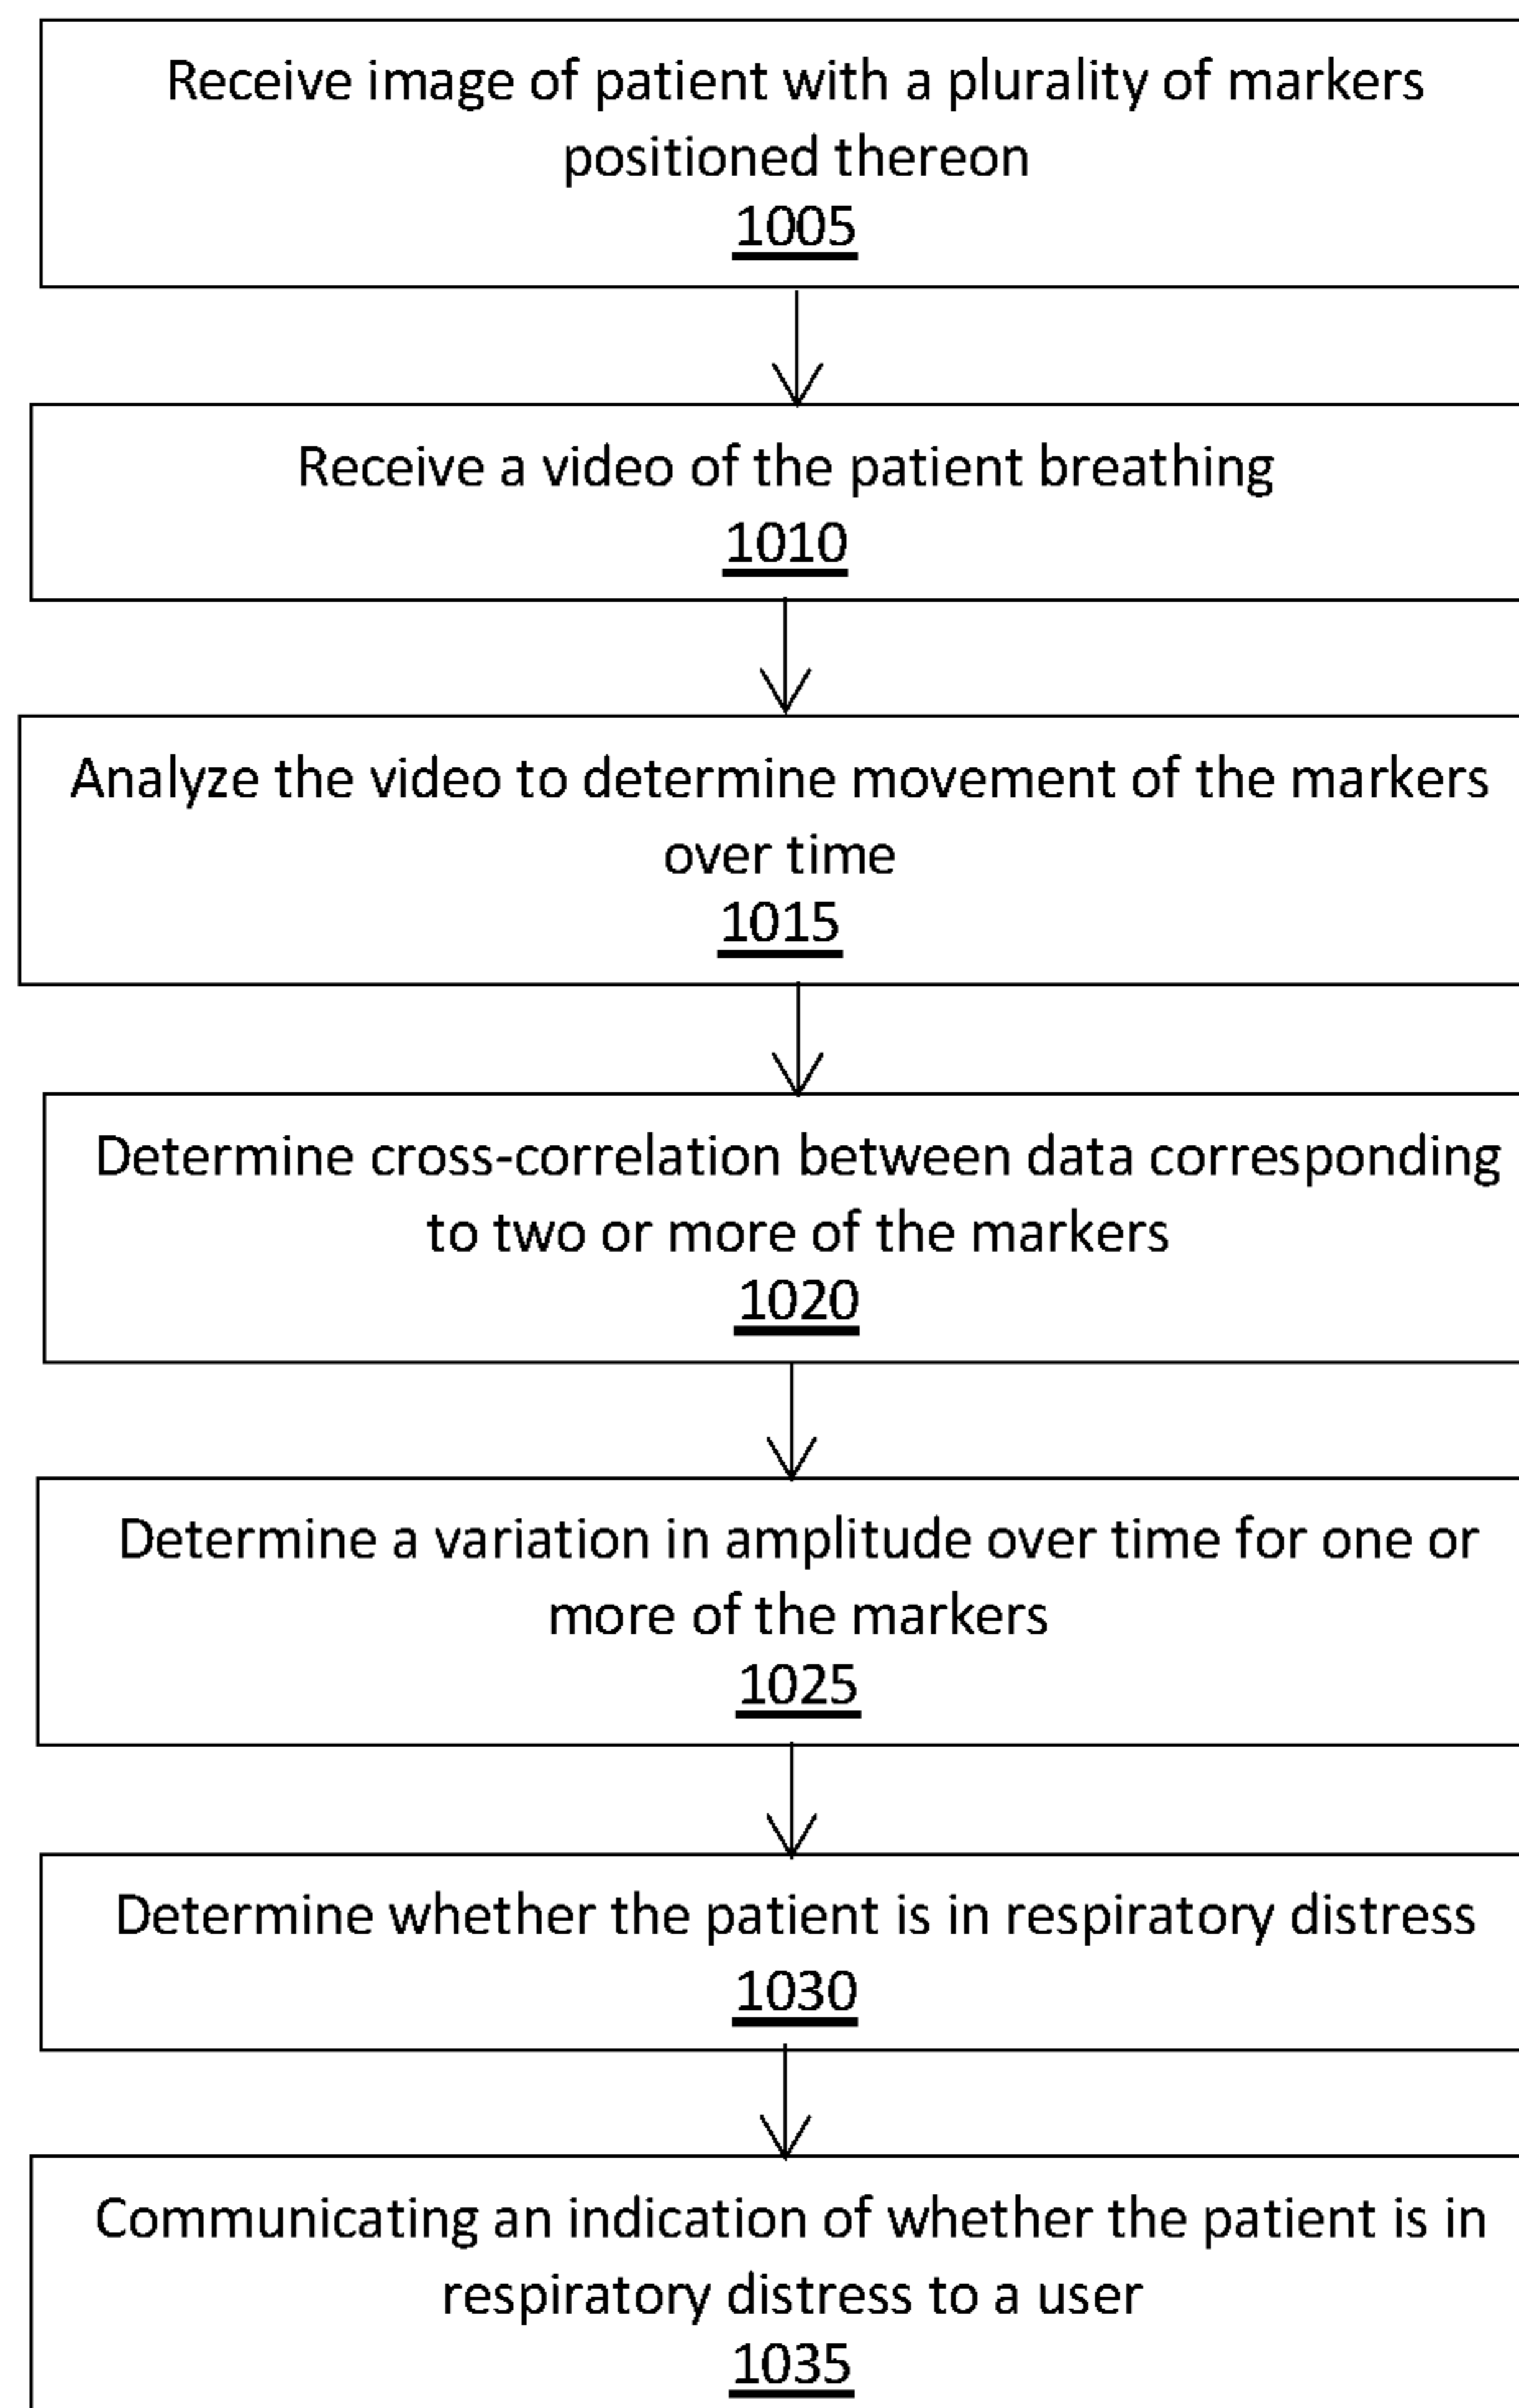 Receive image of patient with a plurality of markers
positioned thereon
1005
Receive a video of the patient breathing
1010
Analyze the video to determine movement of the markers
over time
1015
Determine cross-correlation between data corresponding
to two or more of the markers
1020
Determine a variation in amplitude over time for one or
more of the markers
1025
Determine whether the patient is in respiratory distress
1030
Communicating an indication of whether the patient is in
respiratory distress to a user
1035